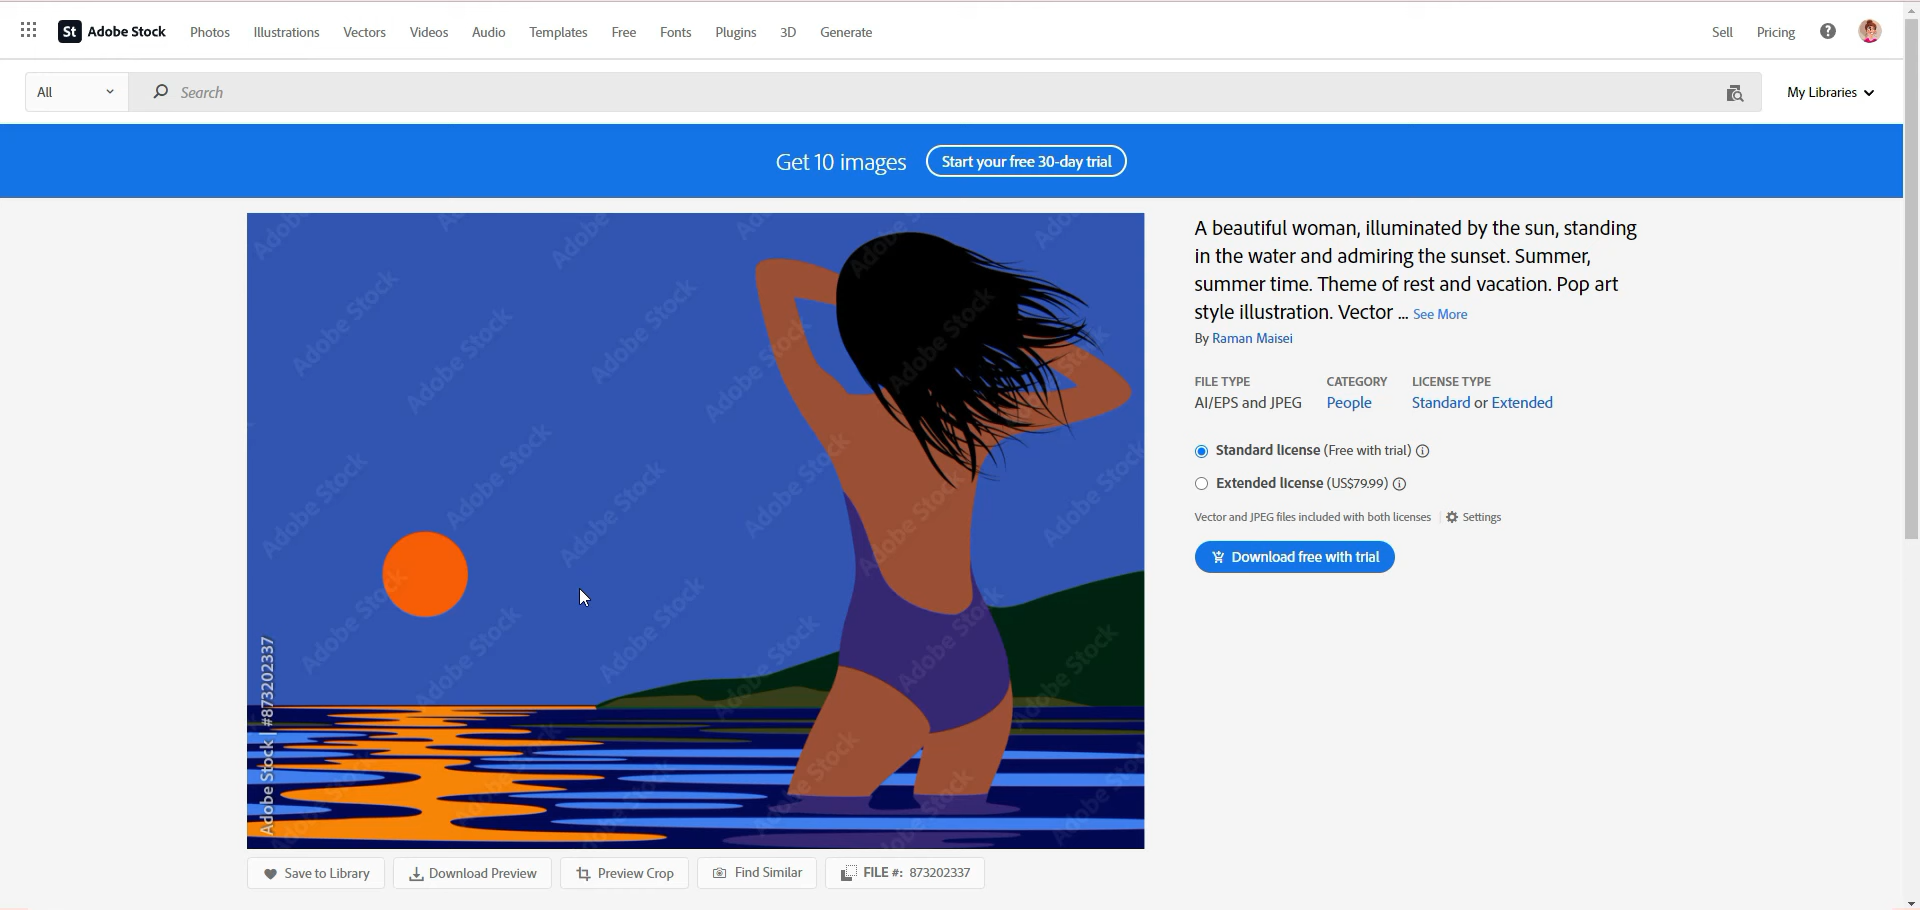 St Adobe Stock Photos Illustrations Vectors Videos Audio Templates Free Fonts Plugins 3D Generate Sell Pricing ?
All Search My Libraries
Get 10 images Start your free 30-day trial
A beautiful woman, illuminated by the sun, standing
in the water and admiring the sunset. Summer,
summer time. Theme of rest and vacation. Pop art
style illustration. Vector ... See More
By Raman Maisei
FILE TYPE CATEGORY LICENSE TYPE
AI/EPS and JPEG People Standard or Extended
Standard license (Free with trial)
Extended license (US$79.99)
Vector and JPEG files included with both licenses Settings
Download free with trial
Adobe Stock
Adobe Stock | #873202337
Save to Library Download Preview Preview Crop Find Similar FILE #: 873202337